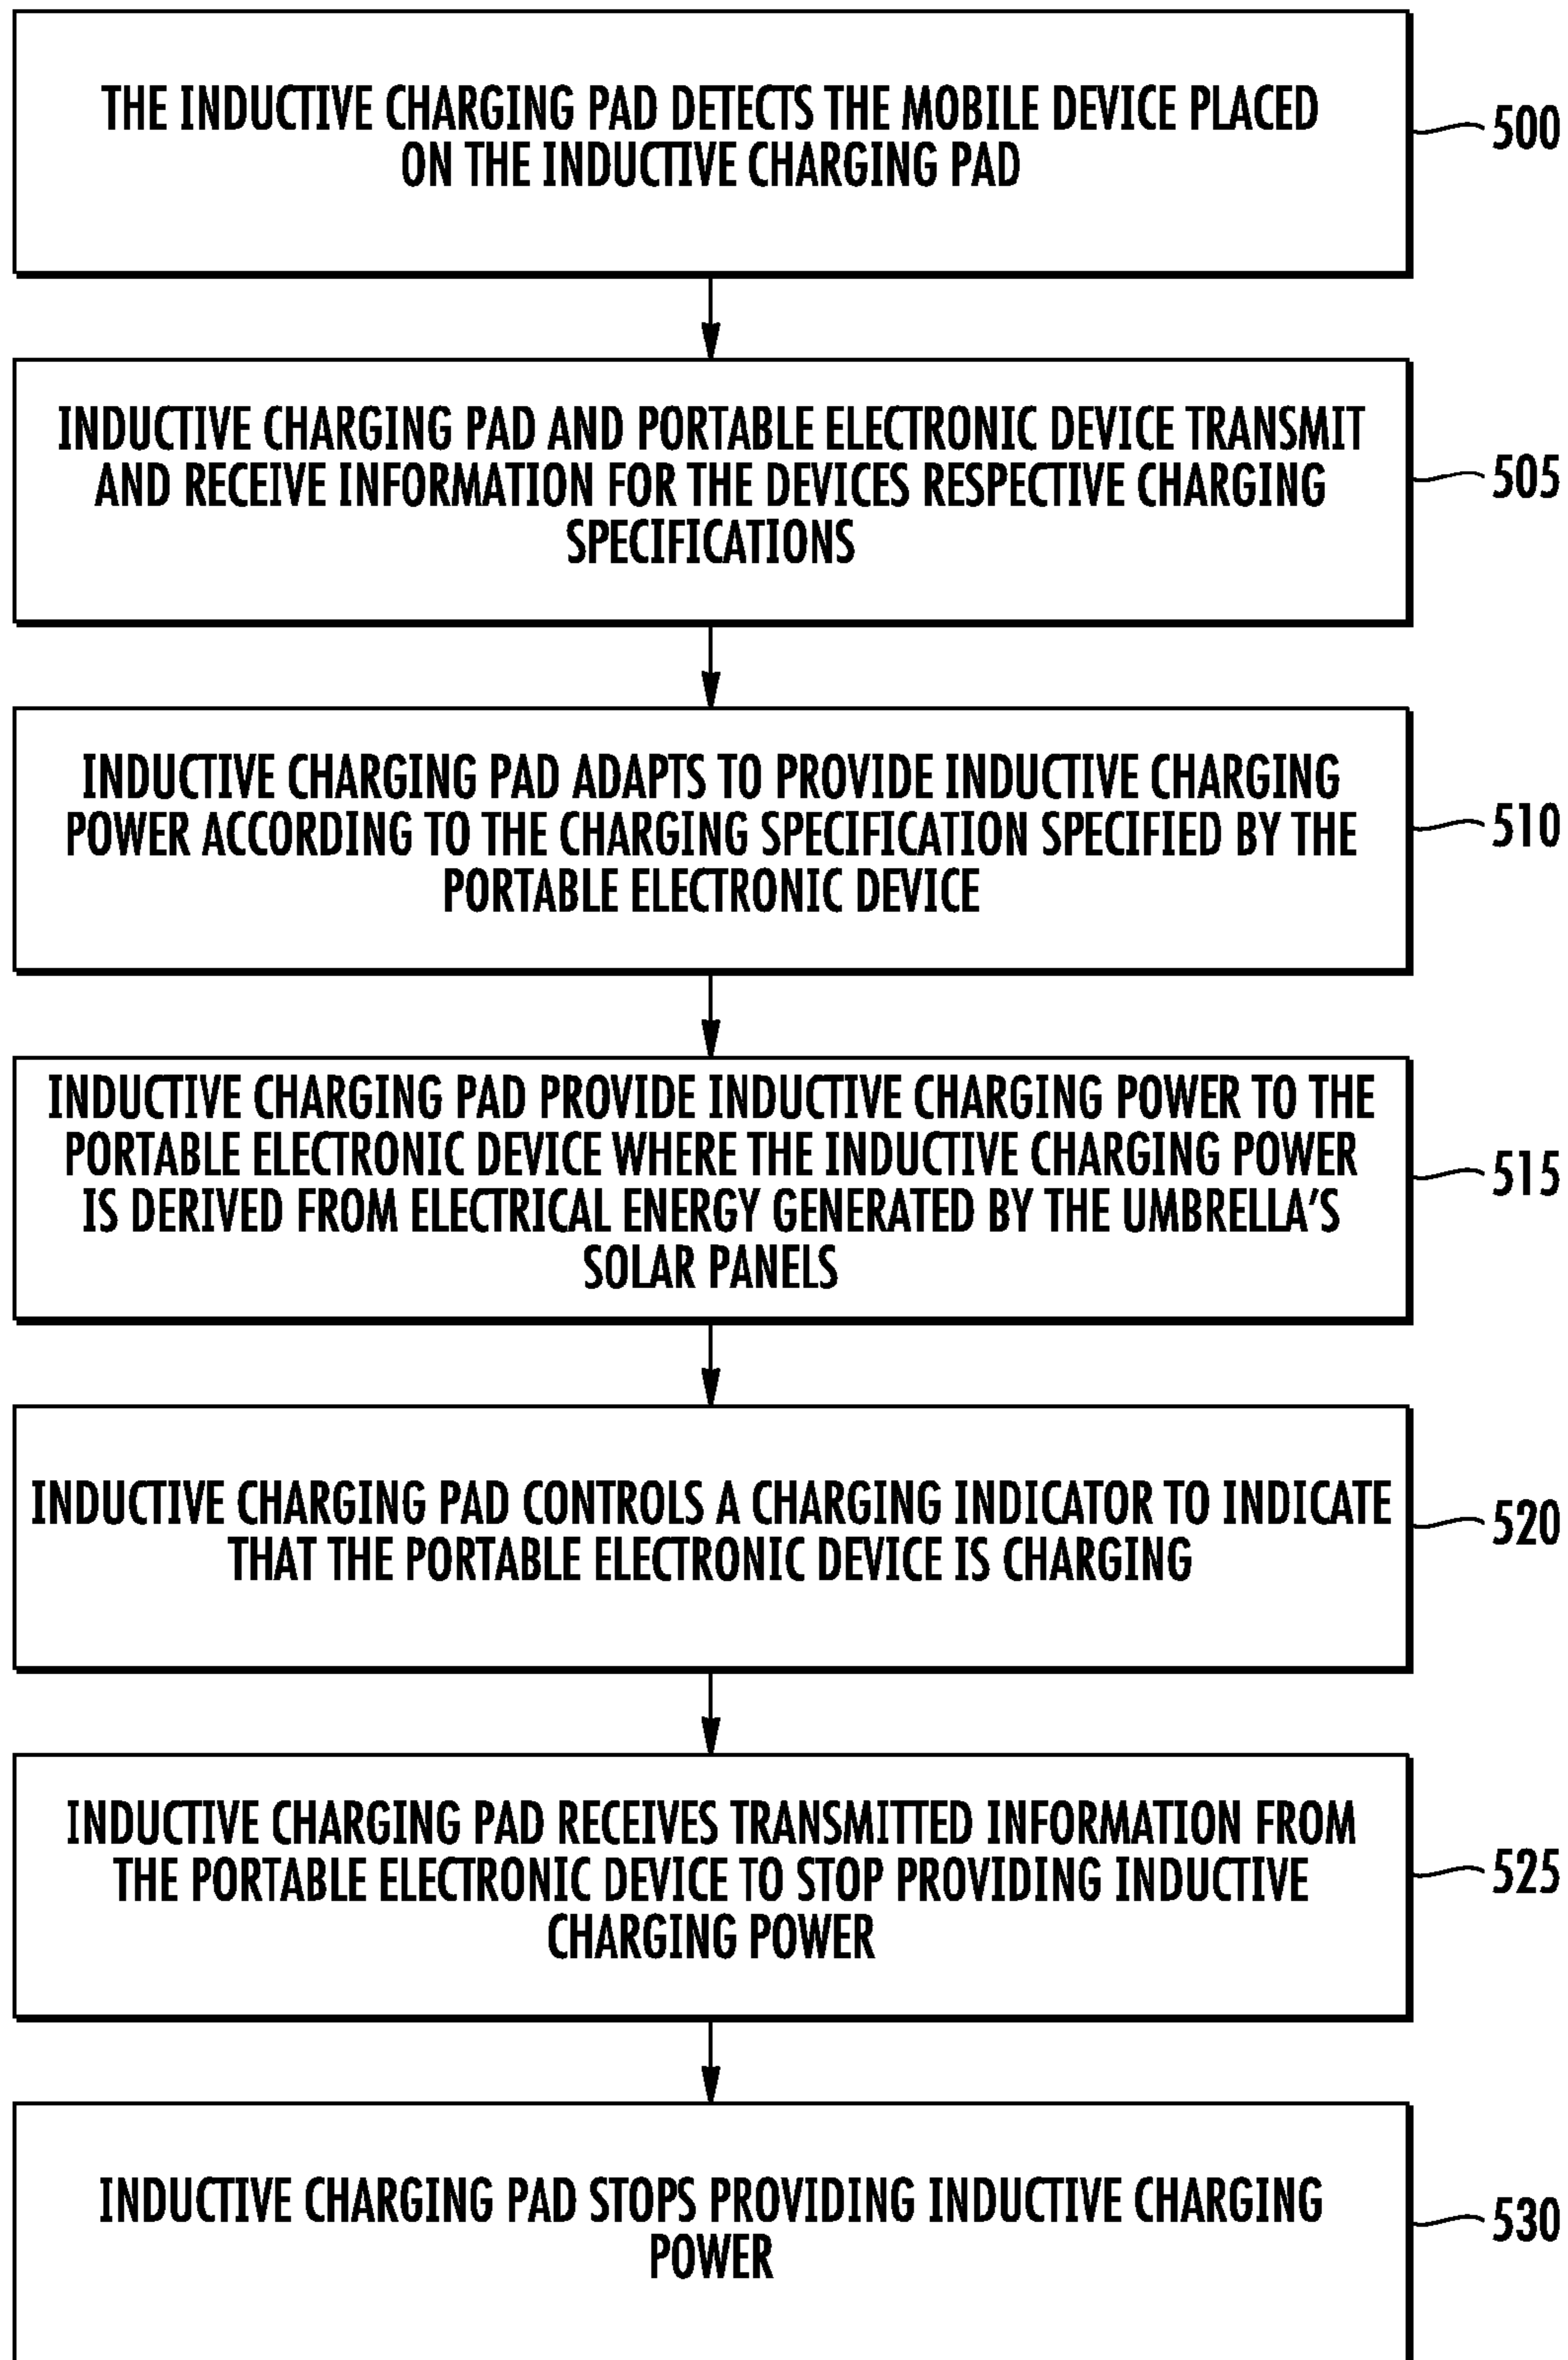 THE INDUCTIVE CHARGING PAD DETECTS THE MOBILE DEVICE PLACED
ON THE INDUCTIVE CHARGING PAD
500
INDUCTIVE CHARGING PAD AND PORTABLE ELECTRONIC DEVICE TRANSMIT
AND RECEIVE INFORMATION FOR THE DEVICES RESPECTIVE CHARGING
SPECIFICATIONS
505
INDUCTIVE CHARGING PAD ADAPTS TO PROVIDE INDUCTIVE CHARGING
POWER ACCORDING TO THE CHARGING SPECIFICATION SPECIFIED BY THE
PORTABLE ELECTRONIC DEVICE
510
INDUCTIVE CHARGING PAD PROVIDE INDUCTIVE CHARGING POWER TO THE
PORTABLE ELECTRONIC DEVICE WHERE THE INDUCTIVE CHARGING POWER
IS DERIVED FROM ELECTRICAL ENERGY GENERATED BY THE UMBRELLA'S
SOLAR PANELS
515
INDUCTIVE CHARGING PAD CONTROLS A CHARGING INDICATOR TO INDICATE
THAT THE PORTABLE ELECTRONIC DEVICE IS CHARGING
520
INDUCTIVE CHARGING PAD RECEIVES TRANSMITTED INFORMATION FROM
THE PORTABLE ELECTRONIC DEVICE TO STOP PROVIDING INDUCTIVE
CHARGING POWER
525
INDUCTIVE CHARGING PAD STOPS PROVIDING INDUCTIVE CHARGING
POWER
530